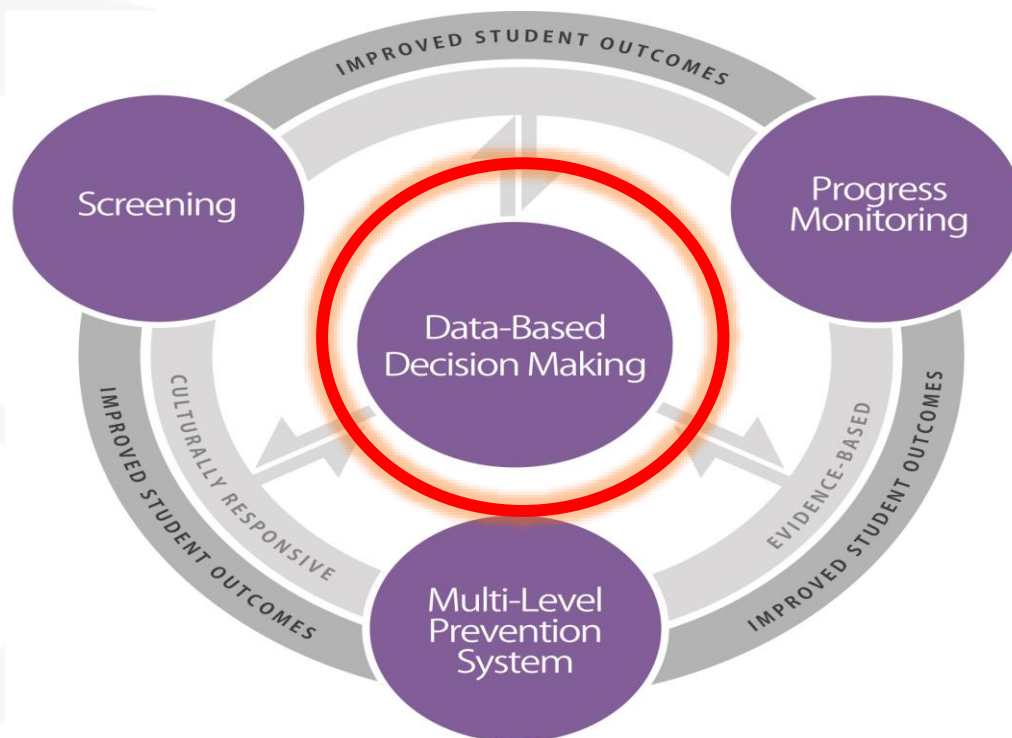 IMPROVED STUDENT OUTCOMES
Screening
Progress
Monitoring
Data-Based
Decision Making
IMPROVED STUDENT OUTCOMES
CULTURALLY RESPONSIVE
EVIDENCE-BASED
IMPROVED STUDENT OUTCOMES
Multi-Level
Prevention
System